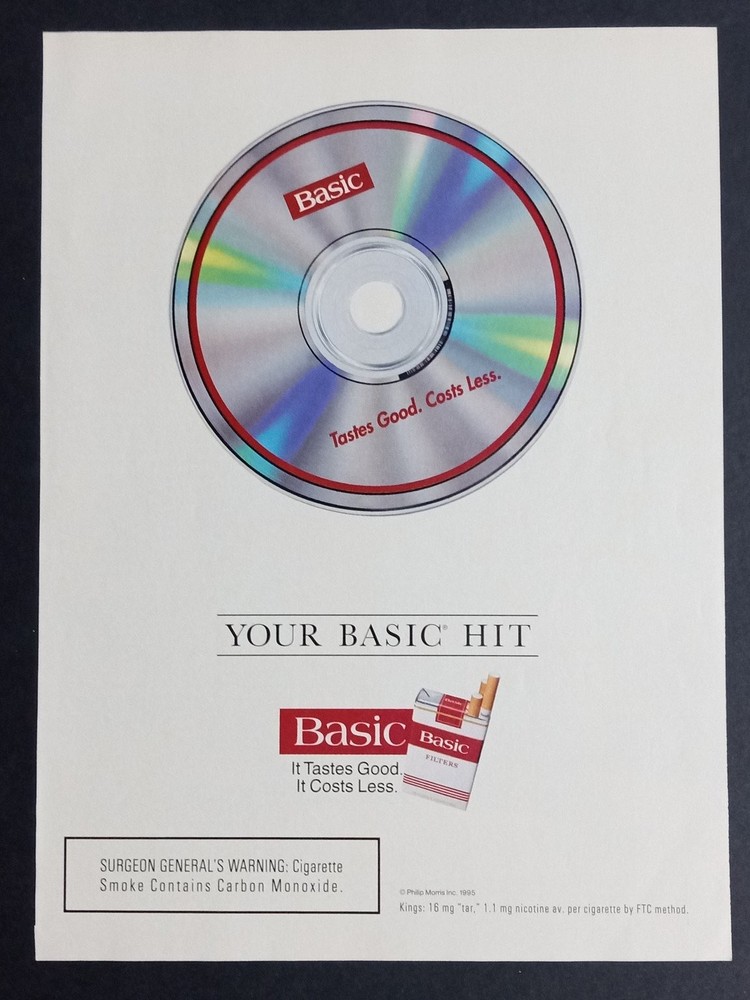 Basic
Tastes Good. Costs Less.
YOUR BASIC® HIT
Basic
It Tastes Good.
It Costs Less.
Basic
FILTERS
SURGEON GENERAL'S WARNING: Cigarette
Smoke Contains Carbon Monoxide.
© Philip Morris Inc. 1995
Kings: 16 mg "tar," 1.1 mg nicotine av. per cigarette by FTC method.